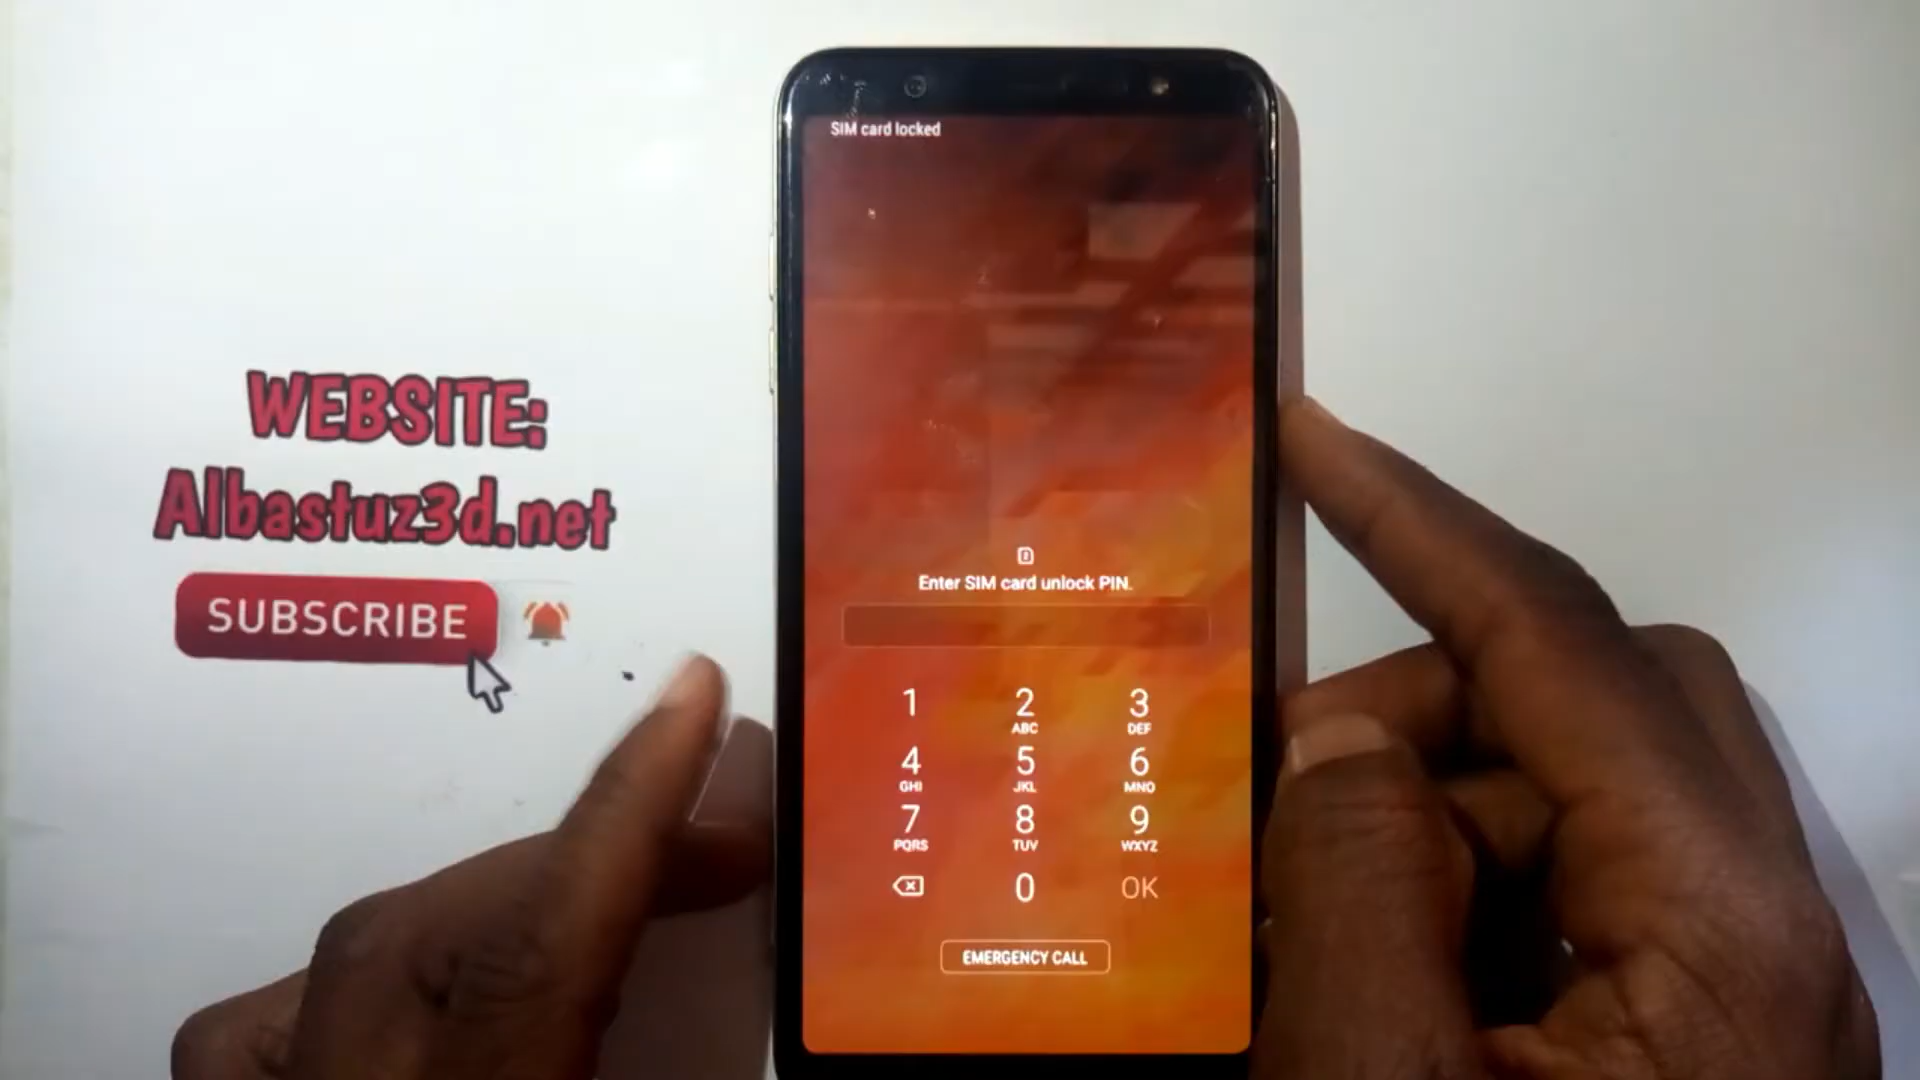 SIM card locked
WEBSITE:
Albastuz3d.net
SUBSCRIBE
Enter SIM card unlock PIN.
1 2 3
ABC DEF
4 5 6
GHI JKL MNO
7 8 9
PQRS TUV WXYZ
0 OK
EMERGENCY CALL